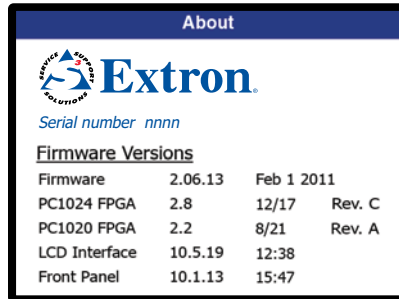 About
SERVICE SUPPORT SOLUTIONS
3
Extron®
Serial number nnnn
Firmware Versions
Firmware 2.06.13 Feb 1 2011
PC1024 FPGA 2.8 12/17 Rev. C
PC1020 FPGA 2.2 8/21 Rev. A
LCD Interface 10.5.19 12:38
Front Panel 10.1.13 15:47